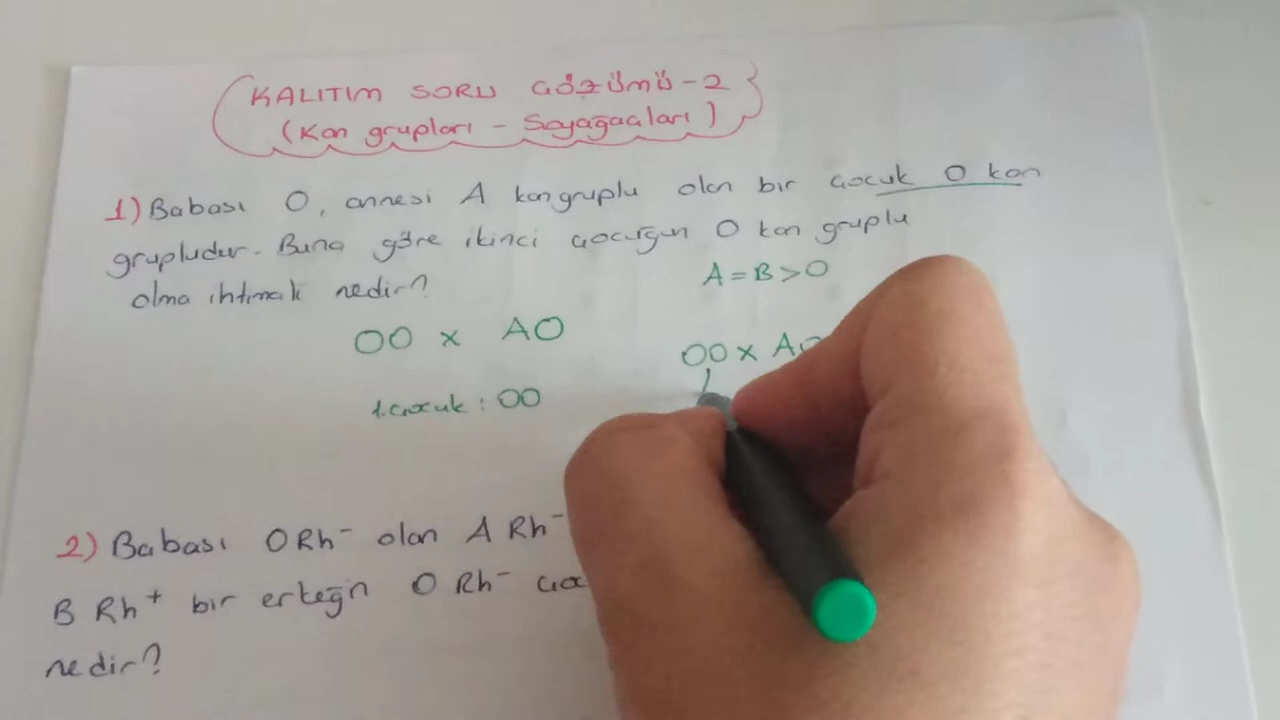 KALITIM SORU ÇÖZÜMÜ-2
(Kan grupları - Soyağaçları)
1) Babası O, annesi A kan gruplu olan bir çocuk O kan
grupludur. Buna göre ikinci çocuğun O kan gruplu
olma ihtimali nedir?
A=B>O
OO x AO
OO x
1.çocuk : OO
2) Babası ORh⁻ olan A Rh⁻
B Rh⁺ bir erkeğin O Rh⁻
nedir?